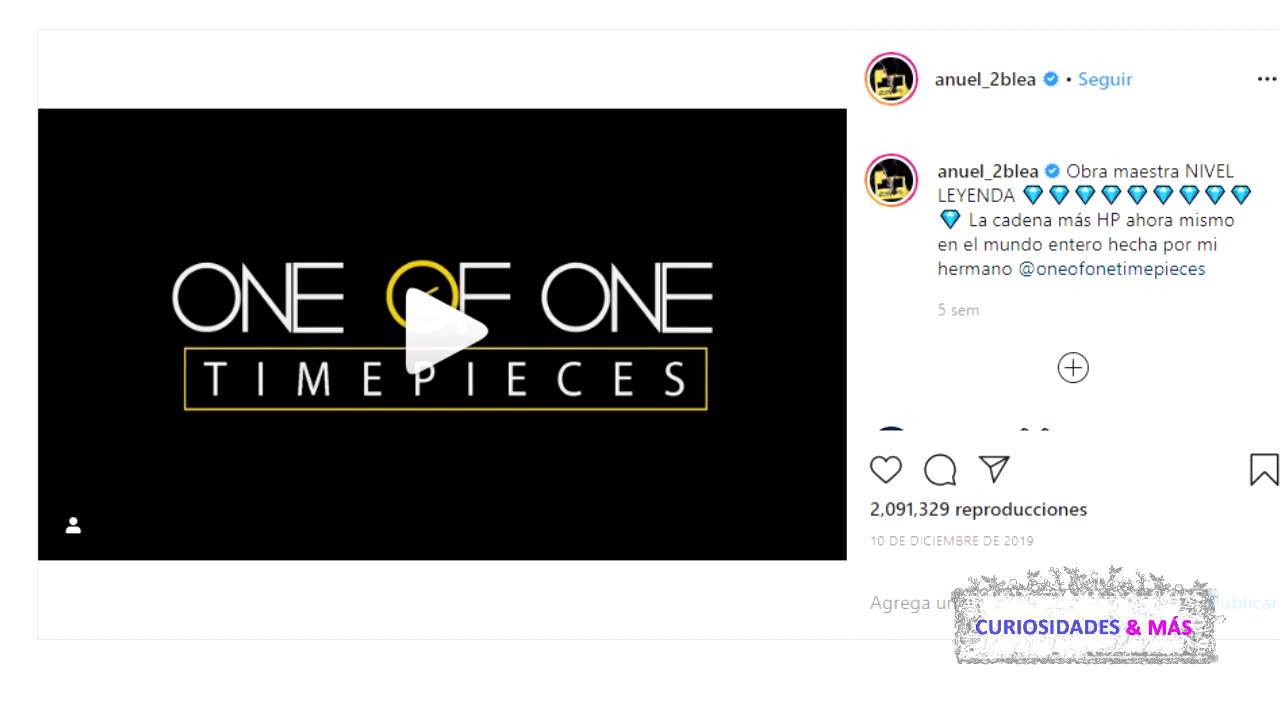 ONE OF ONE
TIMEPIECES
anuel_2blea • Seguir
anuel_2blea Obra maestra NIVEL
LEYENDA 💎💎💎💎💎💎💎💎💎
💎 La cadena más HP ahora mismo
en el mundo entero hecha por mi
hermano @oneofonetimepieces
5 sem
2,091,329 reproducciones
10 DE DICIEMBRE DE 2019
Agrega un Publicar
CURIOSIDADES & MÁS